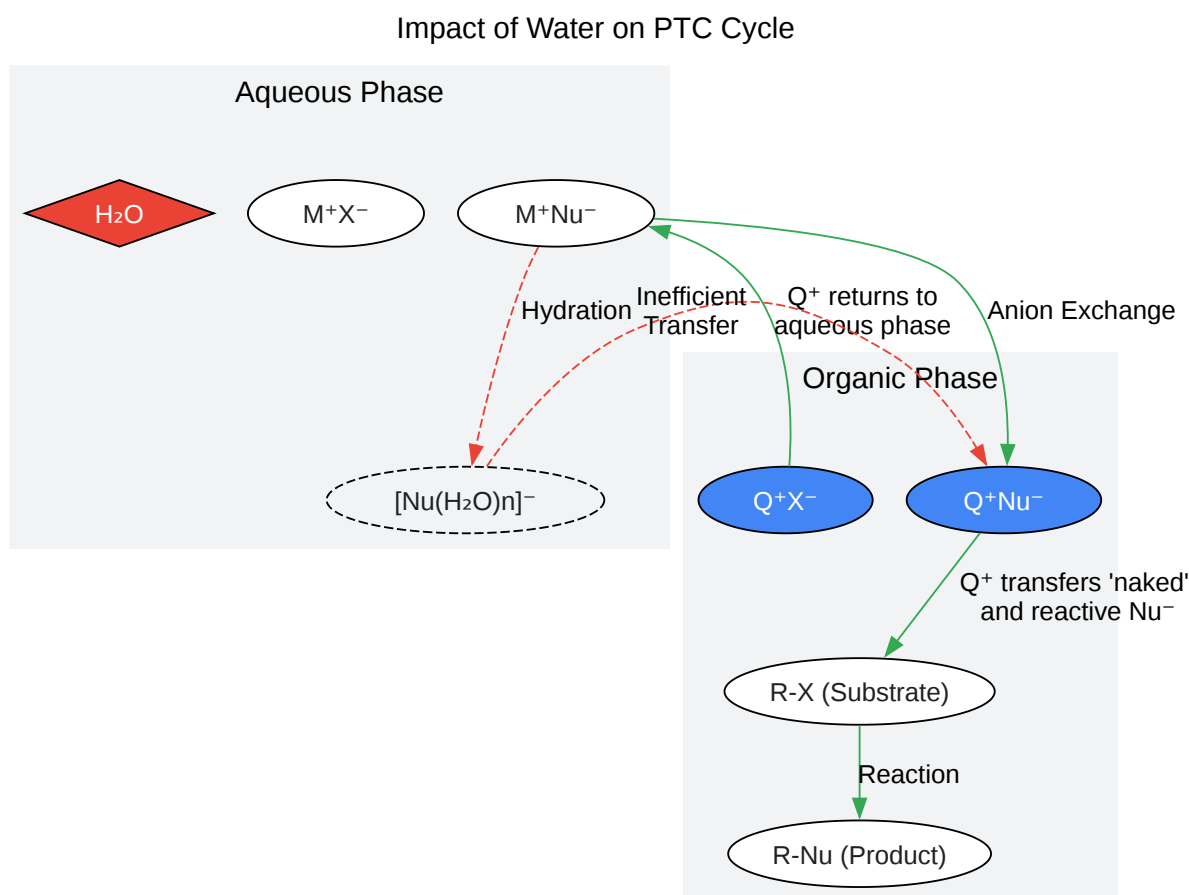 Impact of Water on PTC Cycle
Aqueous Phase
H₂O
M⁺X⁻
M⁺Nu⁻
Hydration
Inefficient
Transfer
Q⁺ returns to
aqueous phase
Anion Exchange
Organic Phase
[Nu(H₂O)n]⁻
Q⁺X⁻
Q⁺Nu⁻
Q⁺ transfers 'naked'
and reactive Nu⁻
R-X (Substrate)
Reaction
R-Nu (Product)